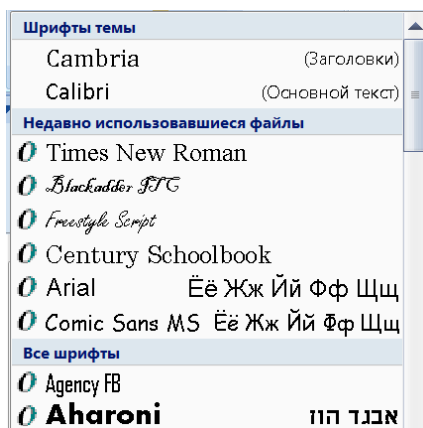 Шрифты темы
Cambria (Заголовки)
Calibri (Основной текст)
Недавно использовавшиеся файлы
Times New Roman
Blackadder ITC
Freestyle Script
Century Schoolbook
Arial Ёё Жж Йй Фф Щщ
Comic Sans MS Ёё Жж Йй Фф Щщ
Все шрифты
Agency FB
Aharoni אבגד הוז